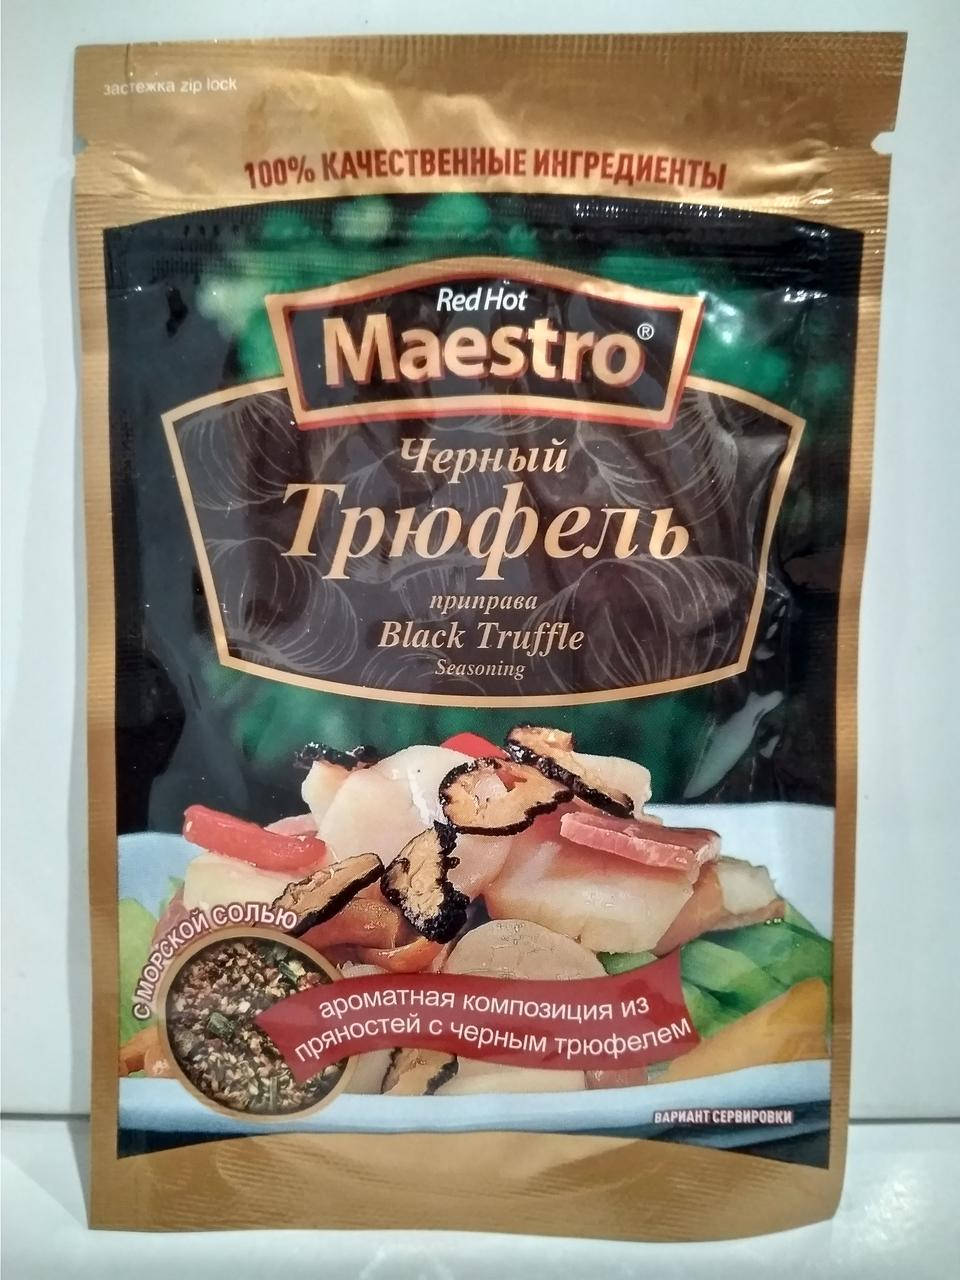 застежка zip lock
100% КАЧЕСТВЕННЫЕ ИНГРЕДИЕНТЫ
Red Hot
Maestro®
Черный
Трюфель
приправа
Black Truffle
Seasoning
С МОРСКОЙ СОЛЬЮ
ароматная композиция из
пряностей с черным трюфелем
ВАРИАНТ СЕРВИРОВКИ